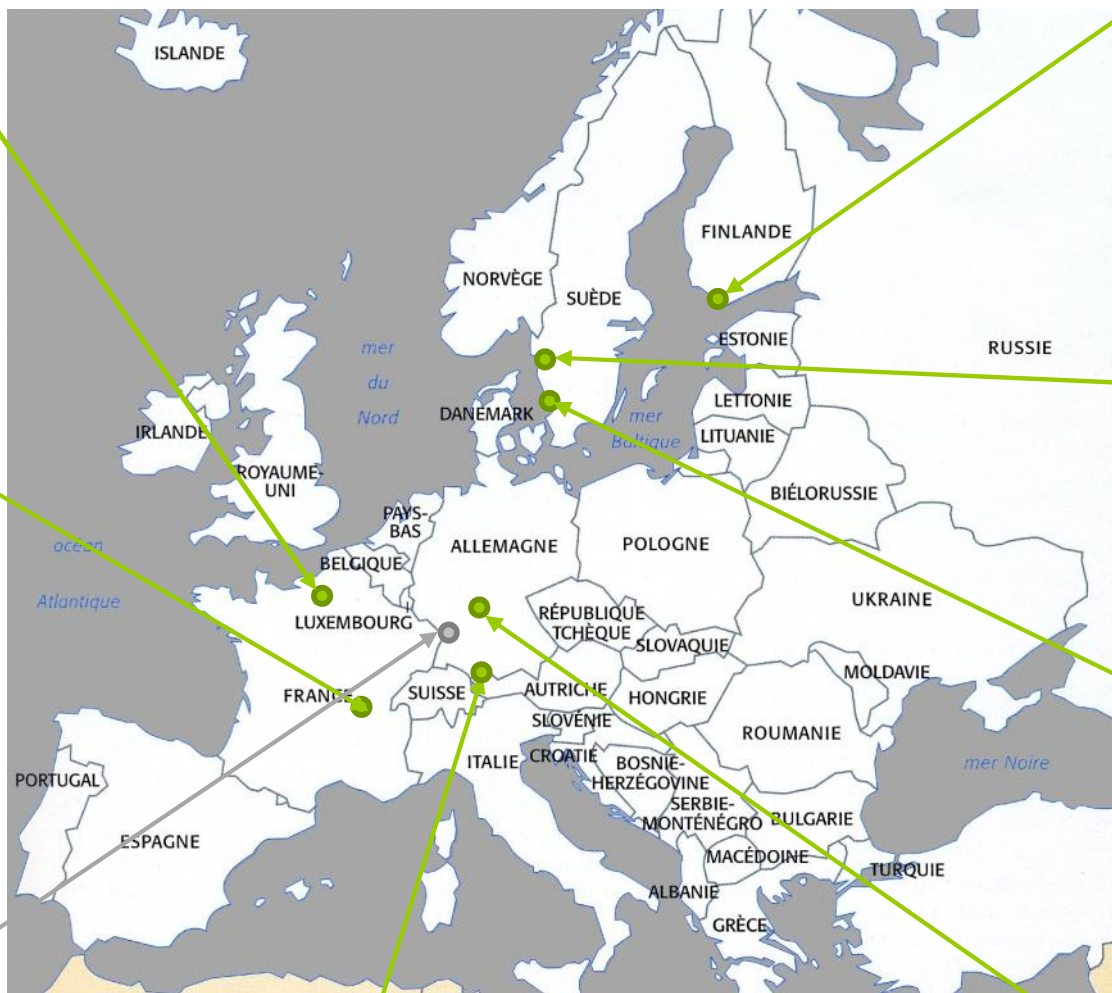 ISLANDE
FINLANDE
NORVÈGE
SUÈDE
ESTONIE
RUSSIE
mer
du
Nord
LETTONIE
DANEMARK
mer
Baltique
IRLANDE
LITUANIE
ROYAUME-
UNI
BIÉLORUSSIE
PAYS-
BAS
ALLEMAGNE
POLOGNE
océan
Atlantique
BELGIQUE
UKRAINE
LUXEMBOURG
RÉPUBLIQUE
TCHÈQUE
SLOVAQUIE
MOLDAVIE
FRANCE
SUISSE
AUTRICHE
HONGRIE
SLOVÉNIE
ROUMANIE
ITALIE
CROATIE
BOSNIE-
HERZÉGOVINE
mer Noire
PORTUGAL
SERBIE-
MONTÉNÉGRO
BULGARIE
ESPAGNE
MACÉDOINE
TURQUIE
ALBANIE
GRÈCE